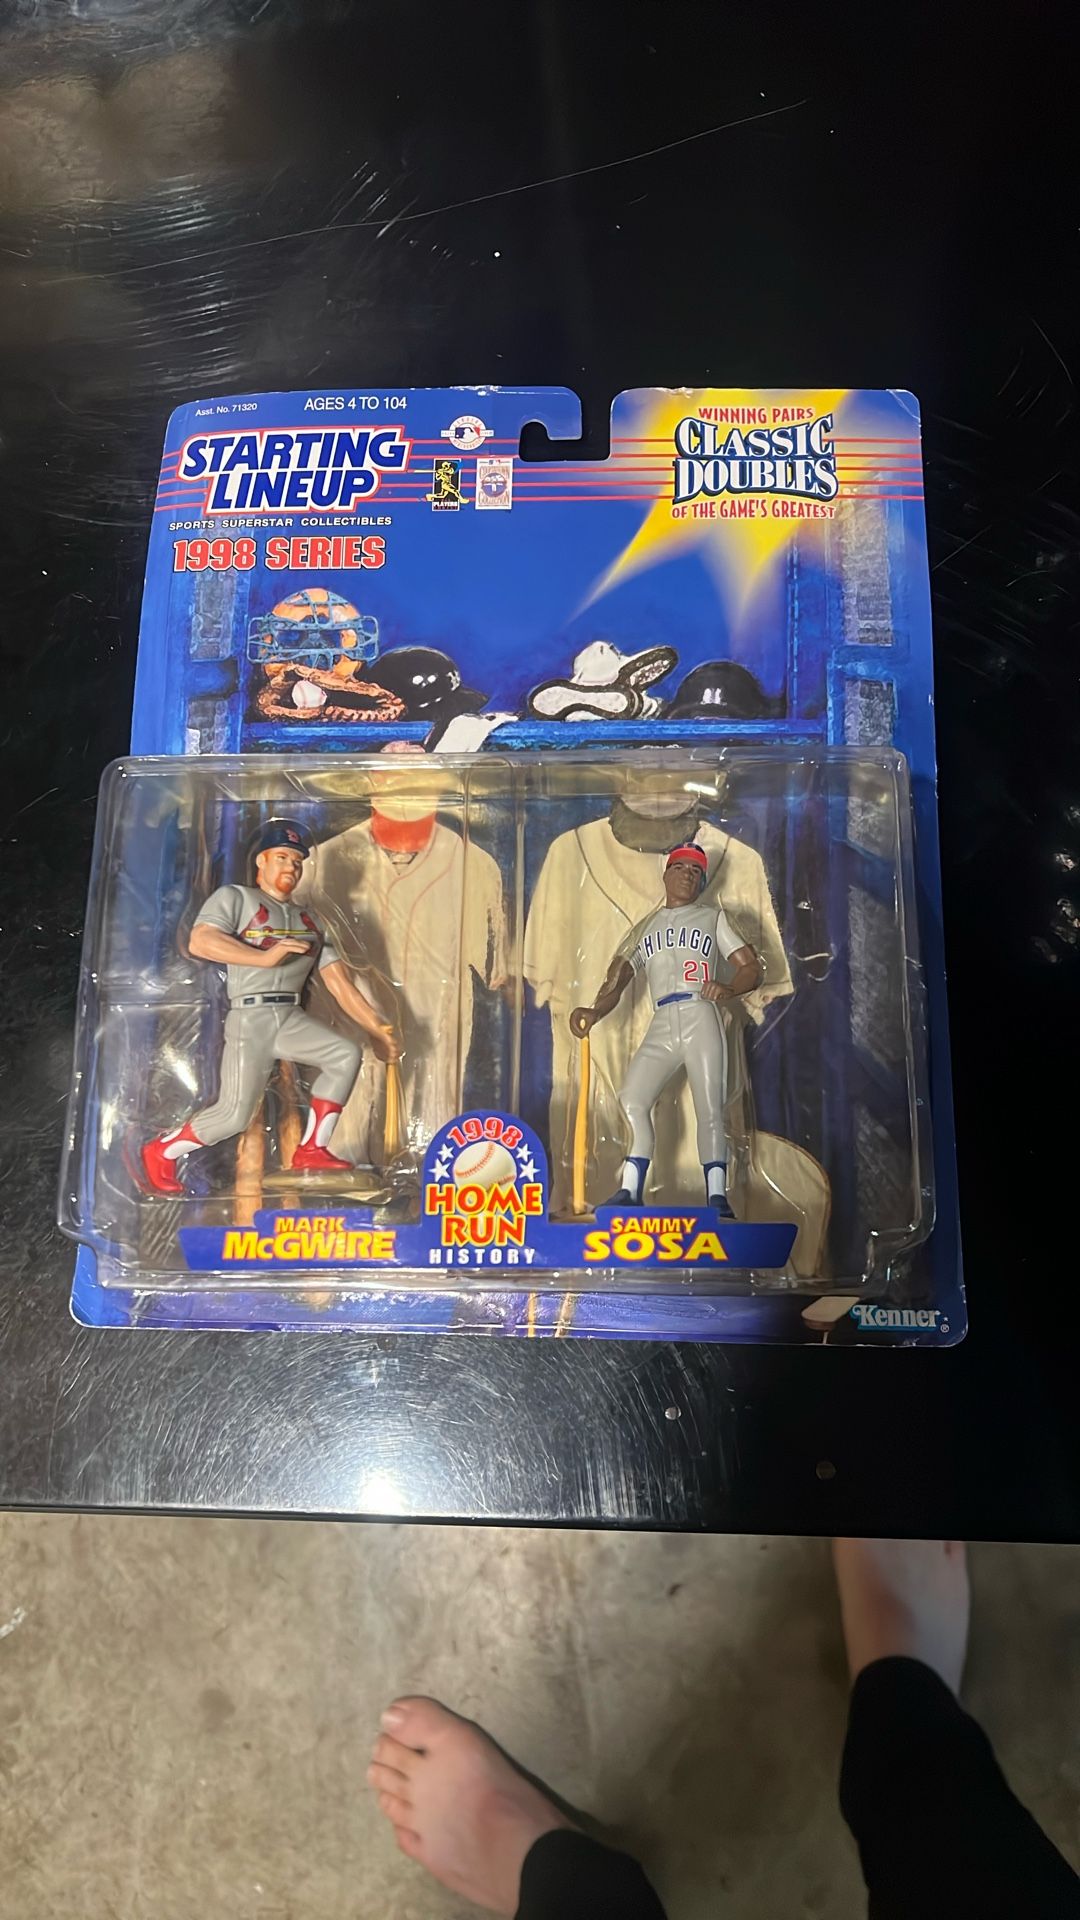 Asst. No. 71320
AGES 4 TO 104
STARTING
LINEUP
SPORTS SUPERSTAR COLLECTIBLES
1998 SERIES
WINNING PAIRS
CLASSIC
DOUBLES
OF THE GAME'S GREATEST
CHICAGO
21
1998
HOME
RUN
HISTORY
MARK
McGWIRE
SAMMY
SOSA
Kenner®